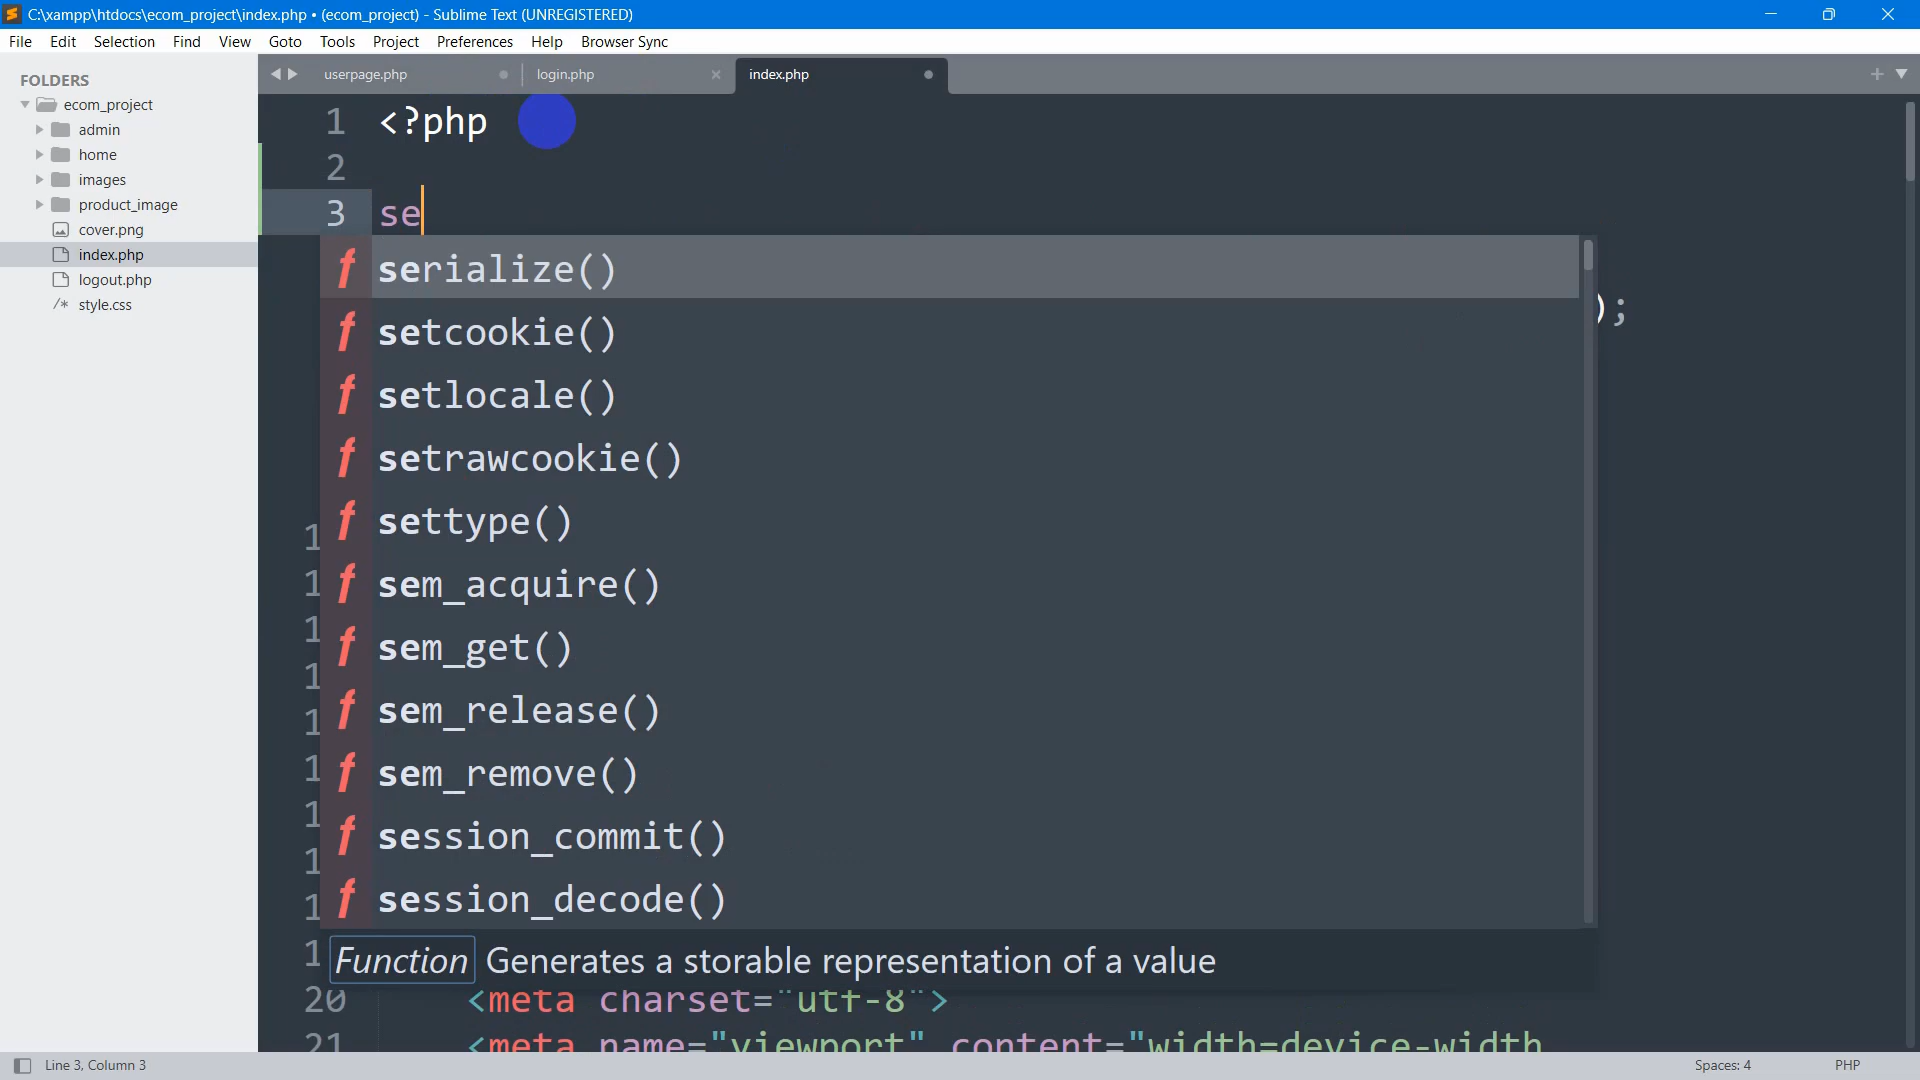 C:\xampp\htdocs\ecom_project\index.php • (ecom_project) - Sublime Text (UNREGISTERED)
File Edit Selection Find View Goto Tools Project Preferences Help Browser Sync
FOLDERS
ecom_project
admin
home
images
product_image
cover.png
index.php
logout.php
/* style.css
userpage.php login.php index.php
1 <?php
2
3 se
f serialize()
);
f setcookie()
f setlocale()
f setrawcookie()
f settype()
f sem_acquire()
f sem_get()
f sem_release()
f sem_remove()
f session_commit()
f session_decode()
Function Generates a storable representation of a value
20 <meta charset="utf-8">
21 <meta name="viewport" content="width=device-width
Line 3, Column 3 Spaces: 4 PHP